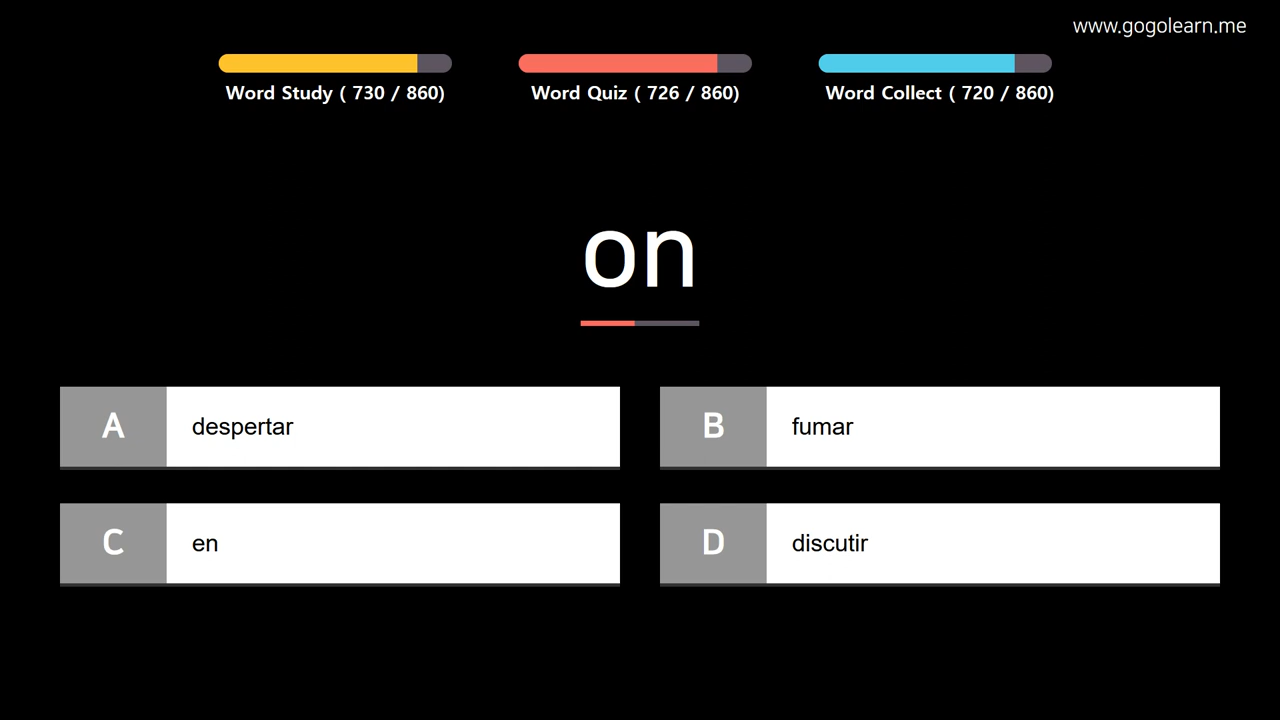 www.gogolearn.me
Word Study ( 730 / 860)
Word Quiz ( 726 / 860)
Word Collect ( 720 / 860)
on
A
despertar
B
fumar
C
en
D
discutir